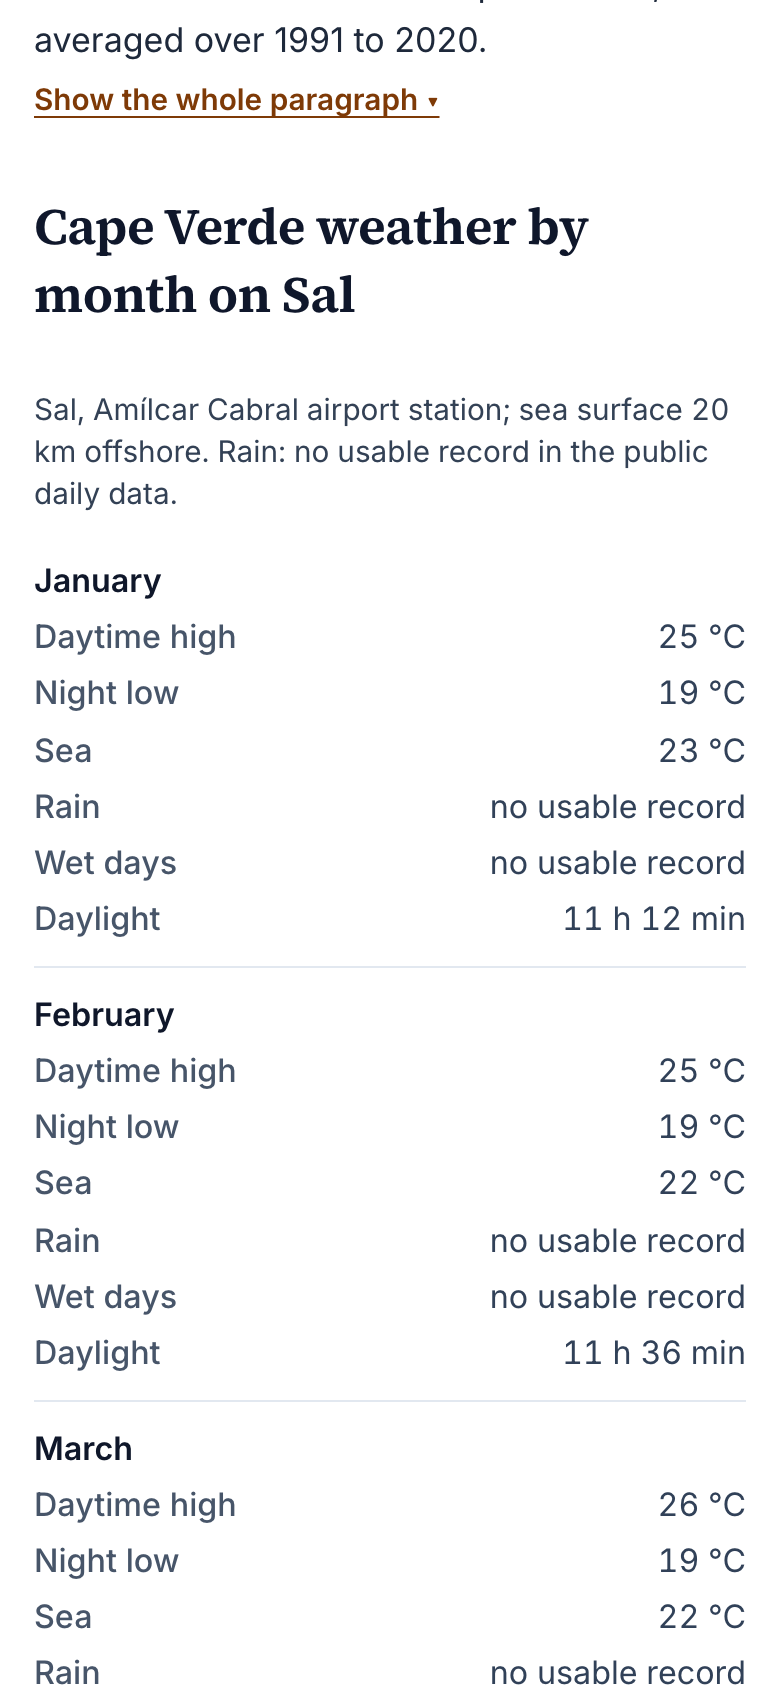 averaged over 1991 to 2020.
Show the whole paragraph ▾
Cape Verde weather by
month on Sal
Sal, Amílcar Cabral airport station; sea surface 20
km offshore. Rain: no usable record in the public
daily data.
January
Daytime high 25 °C
Night low 19 °C
Sea 23 °C
Rain no usable record
Wet days no usable record
Daylight 11 h 12 min
February
Daytime high 25 °C
Night low 19 °C
Sea 22 °C
Rain no usable record
Wet days no usable record
Daylight 11 h 36 min
March
Daytime high 26 °C
Night low 19 °C
Sea 22 °C
Rain no usable record